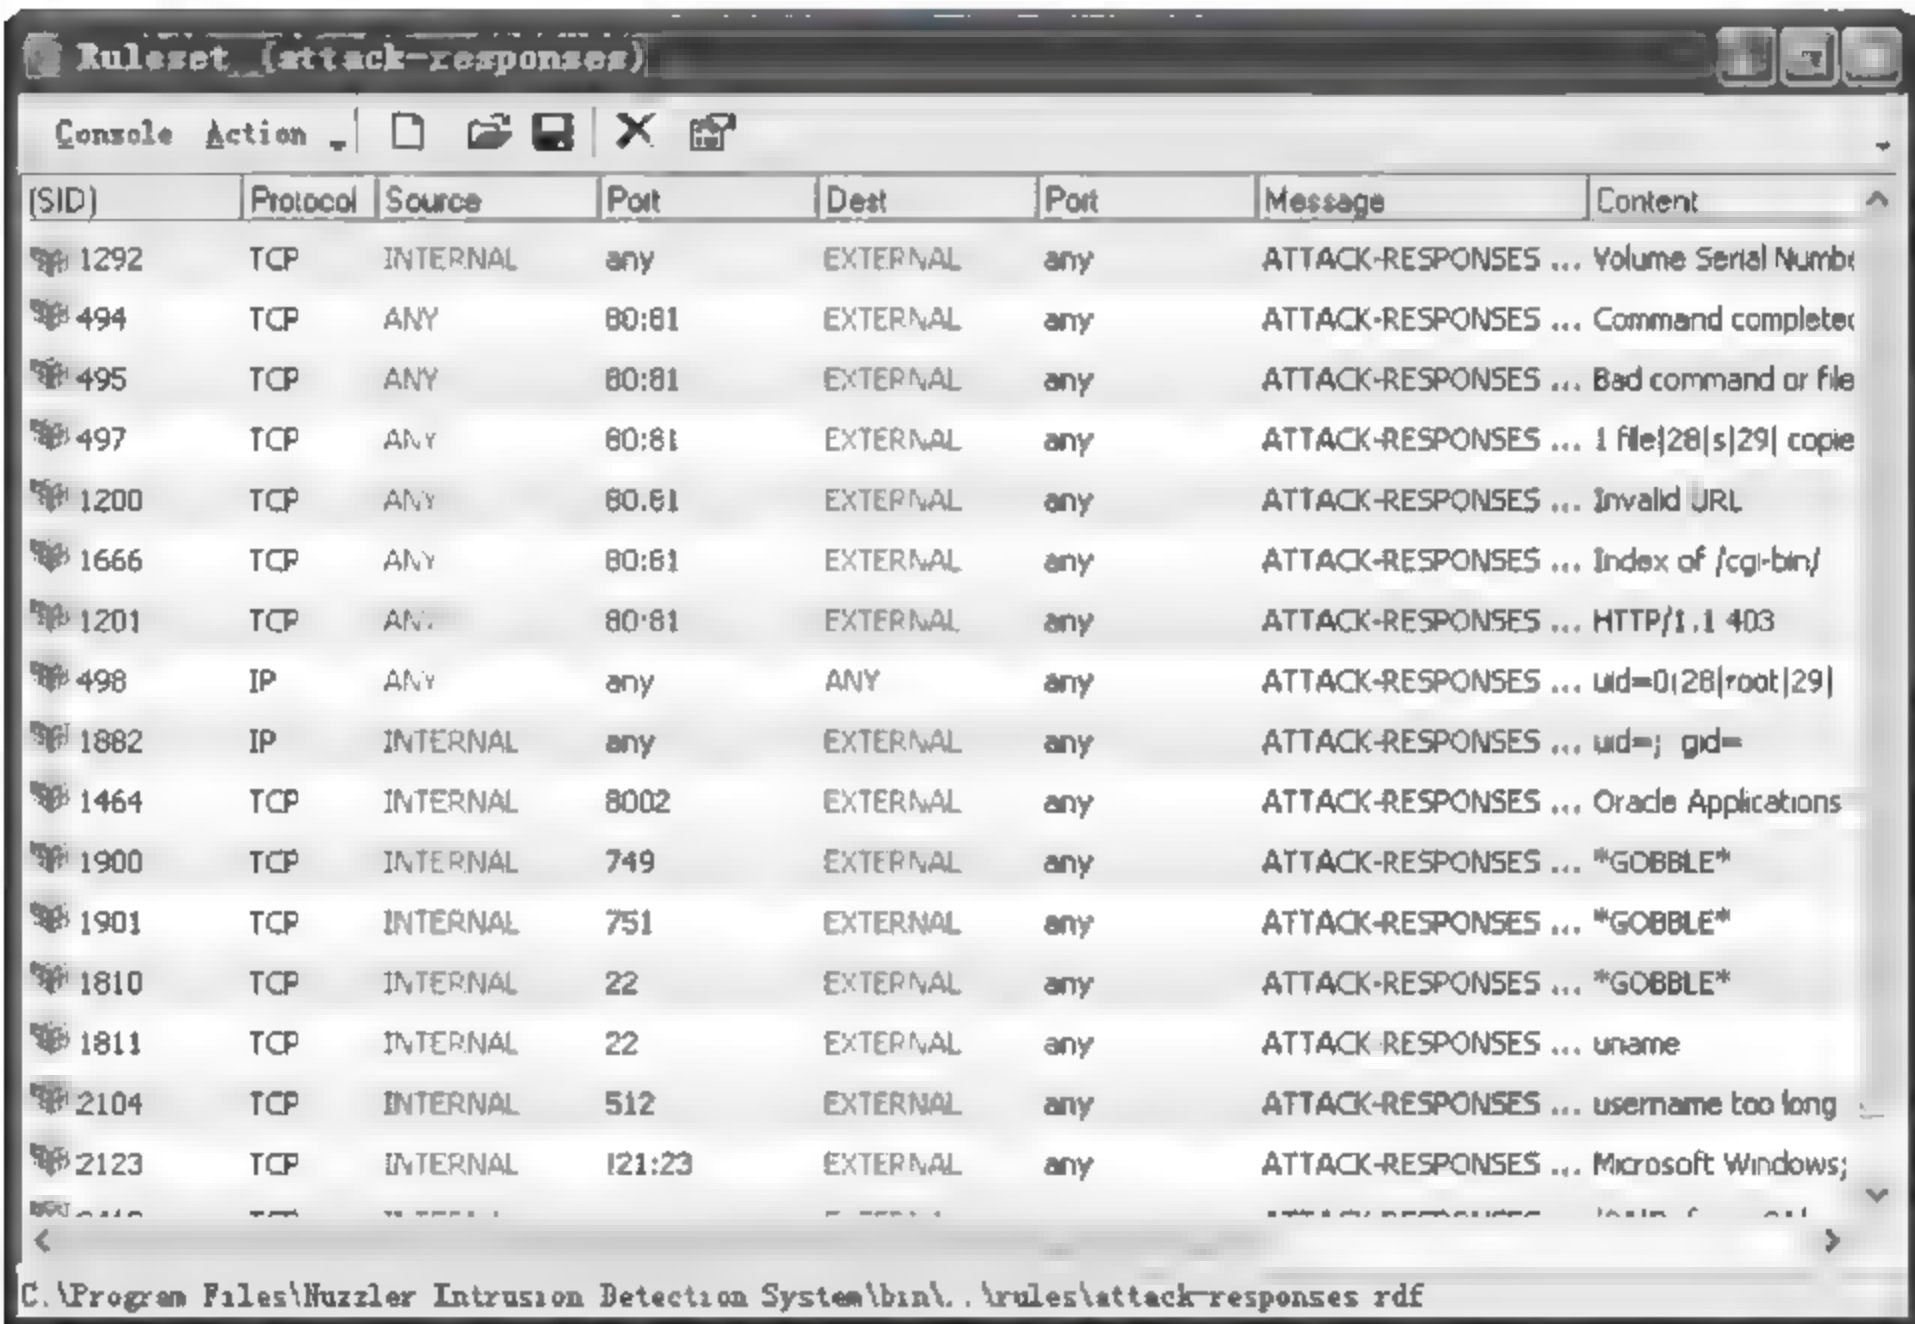 Ruleset_ (attack-responses)
Console Action
(SID) Protocol Source Port Dest Port Message Content
1292 TCP INTERNAL any EXTERNAL any ATTACK-RESPONSES ... Volume Serial Numbe
494 TCP ANY 80:81 EXTERNAL any ATTACK-RESPONSES ... Command completed
495 TCP ANY 80:81 EXTERNAL any ATTACK-RESPONSES ... Bad command or file
497 TCP ANY 80:81 EXTERNAL any ATTACK-RESPONSES ... 1 file|28|s|29| copie
1200 TCP ANY 80:81 EXTERNAL any ATTACK-RESPONSES ... Invalid URL
1666 TCP ANY 80:81 EXTERNAL any ATTACK-RESPONSES ... Index of /cgi-bin/
1201 TCP ANY 80:81 EXTERNAL any ATTACK-RESPONSES ... HTTP/1.1 403
498 IP ANY any ANY any ATTACK-RESPONSES ... uid=0|28|root|29|
1882 IP INTERNAL any EXTERNAL any ATTACK-RESPONSES ... uid=; gid=
1464 TCP INTERNAL 8002 EXTERNAL any ATTACK-RESPONSES ... Oracle Applications
1900 TCP INTERNAL 749 EXTERNAL any ATTACK-RESPONSES ... *GOBBLE*
1901 TCP INTERNAL 751 EXTERNAL any ATTACK-RESPONSES ... *GOBBLE*
1810 TCP INTERNAL 22 EXTERNAL any ATTACK-RESPONSES ... *GOBBLE*
1811 TCP INTERNAL 22 EXTERNAL any ATTACK-RESPONSES ... uname
2104 TCP INTERNAL 512 EXTERNAL any ATTACK-RESPONSES ... username too long
2123 TCP INTERNAL !21:23 EXTERNAL any ATTACK-RESPONSES ... Microsoft Windows;
C:\Program Files\Nuzzler Intrusion Detection System\bin\..\rules\attack-responses rdf